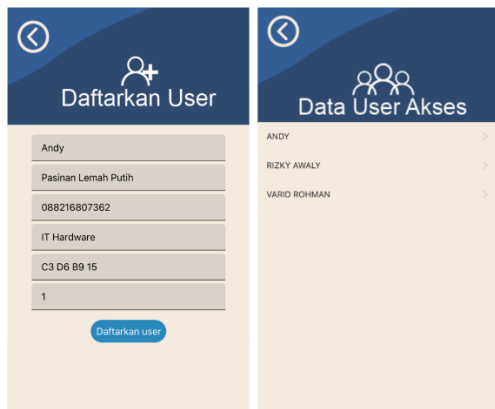 Daftarkan User
Andy
Pasinan Lemah Putih
088216807362
IT Hardware
C3 D6 B9 15
1
Daftarkan user
Data User Akses
ANDY
RIZKY AWALY
VARID ROHMAN